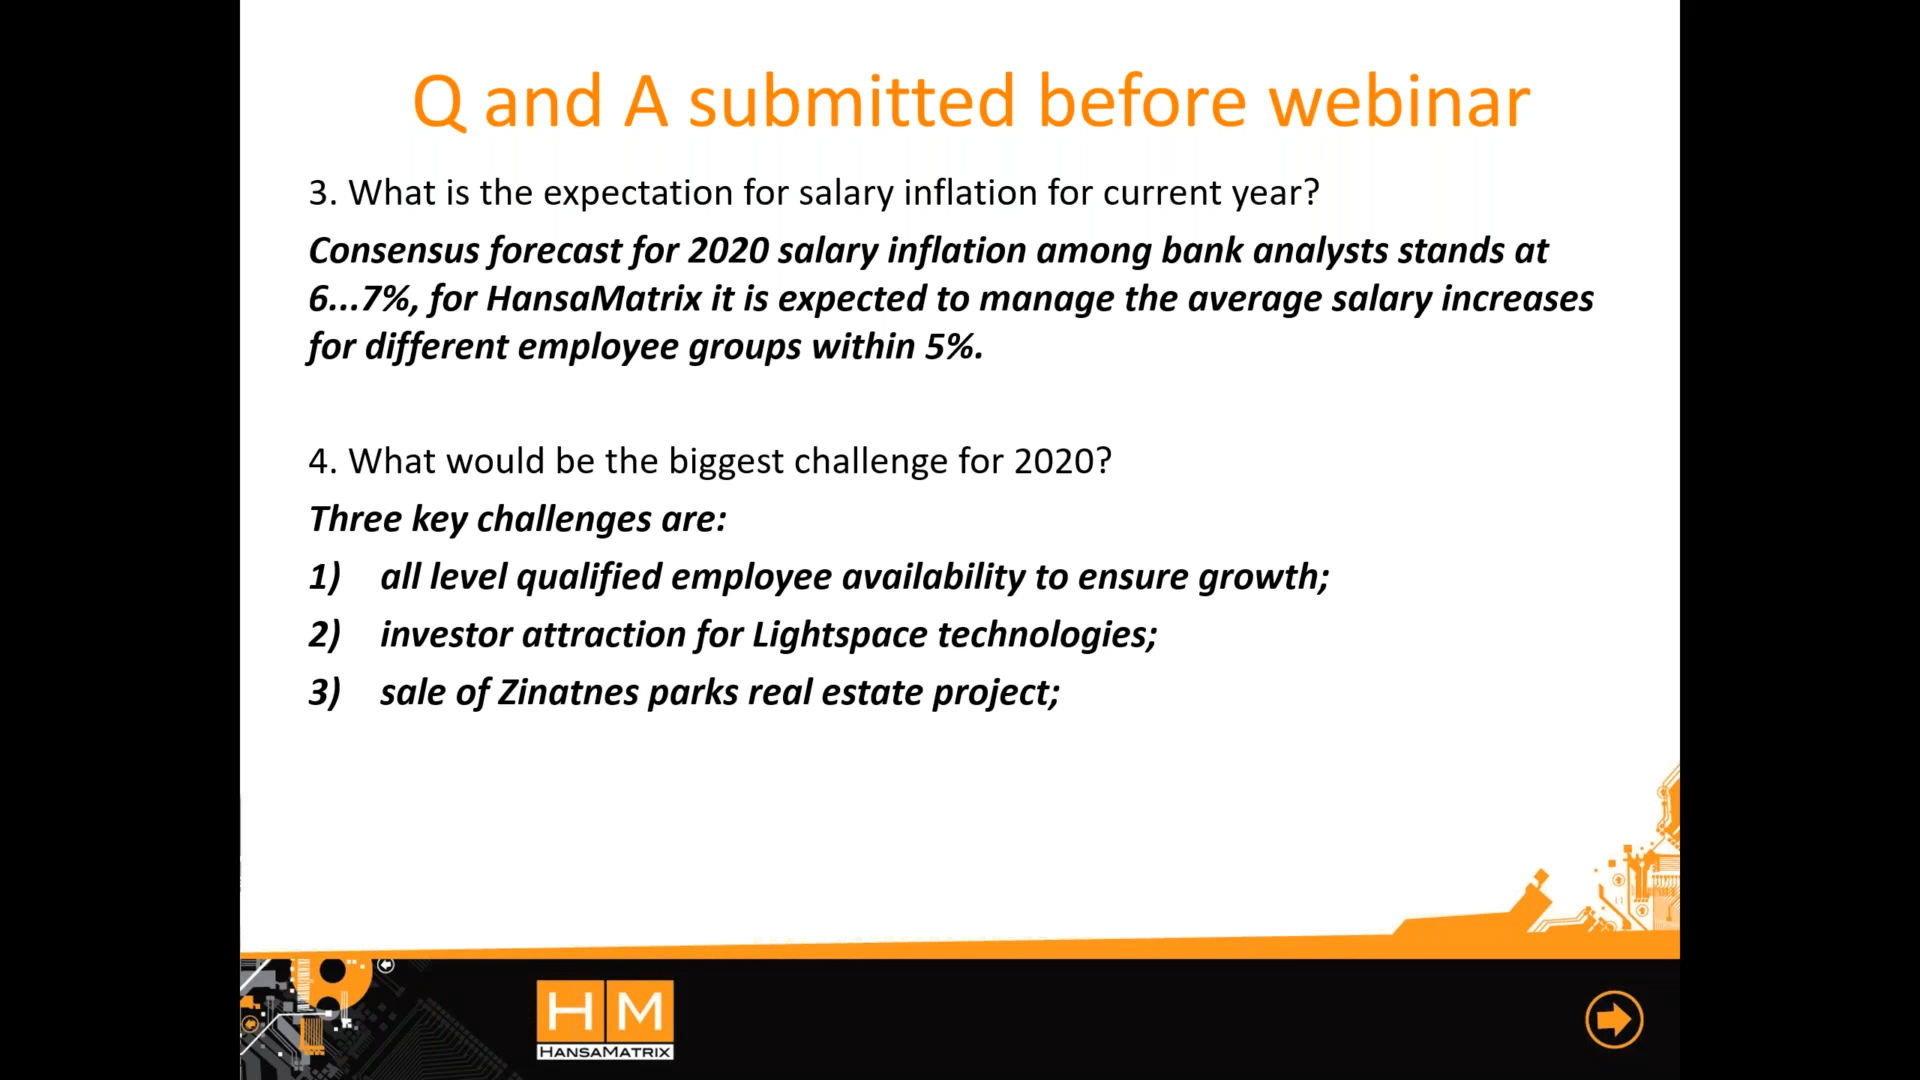 Q and A submitted before webinar
3. What is the expectation for salary inflation for current year?
Consensus forecast for 2020 salary inflation among bank analysts stands at
6...7%, for HansaMatrix it is expected to manage the average salary increases
for different employee groups within 5%.
4. What would be the biggest challenge for 2020?
Three key challenges are:
1) all level qualified employee availability to ensure growth;
2) investor attraction for Lightspace technologies;
3) sale of Zinatnes parks real estate project;
HM
HANSAMATRIX